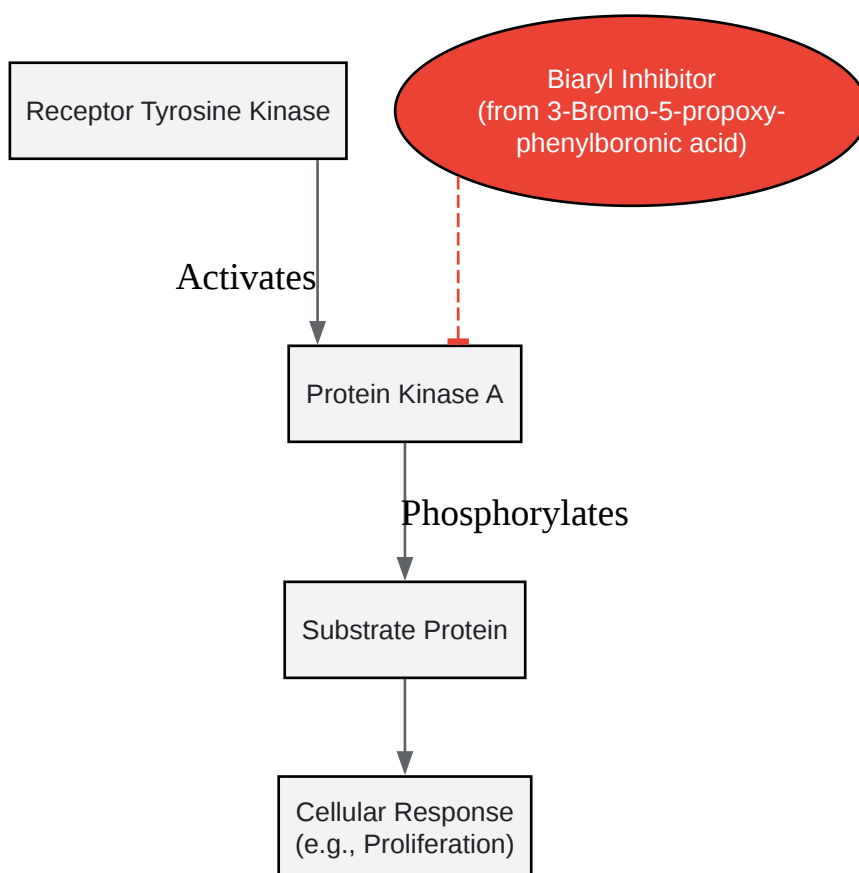 Biaryl Inhibitor
(from 3-Bromo-5-propoxy-
phenylboronic acid)
Receptor Tyrosine Kinase
Activates
Protein Kinase A
Phosphorylates
Substrate Protein
Cellular Response
(e.g., Proliferation)